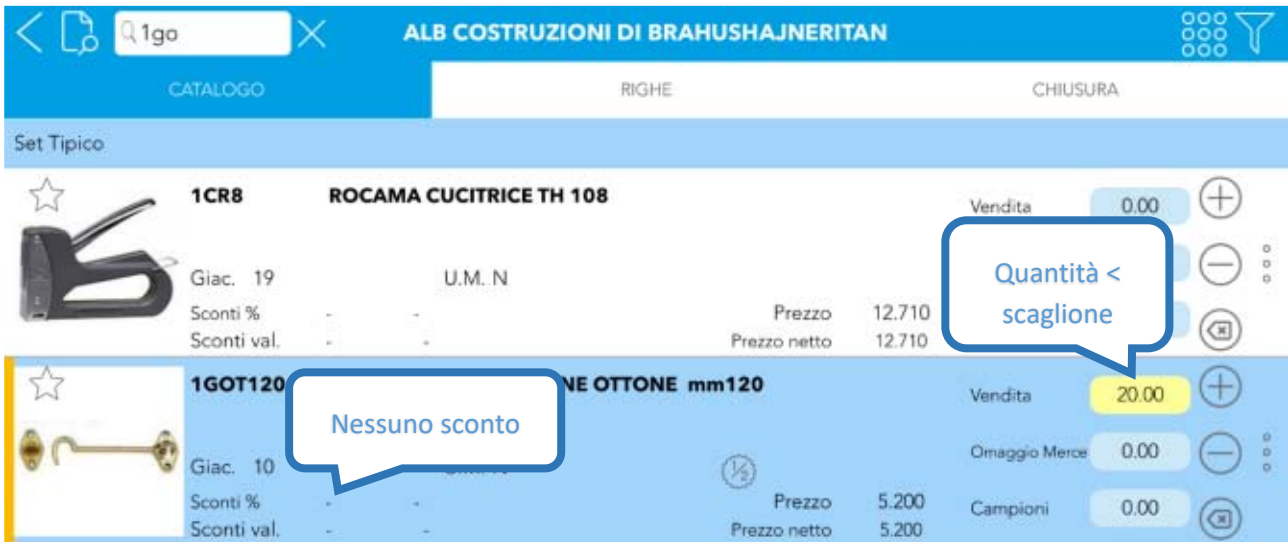 1go
ALB COSTRUZIONI DI BRAHUSHAJNERITAN
CATALOGO RIGHE CHIUSURA
Set Tipico
1CR8 ROCAMA CUCITRICE TH 108
Vendita 0.00
Giac. 19 U.M. N
Sconti % - - Prezzo 12.710
Sconti val. - - Prezzo netto 12.710
Quantità <
scaglione
1GOT120 NE OTTONE mm120
Vendita 20.00
Nessuno sconto
Omaggio Merce 0.00
Giac. 10
½
Sconti % - - Prezzo 5.200
Campioni 0.00
Sconti val. - - Prezzo netto 5.200